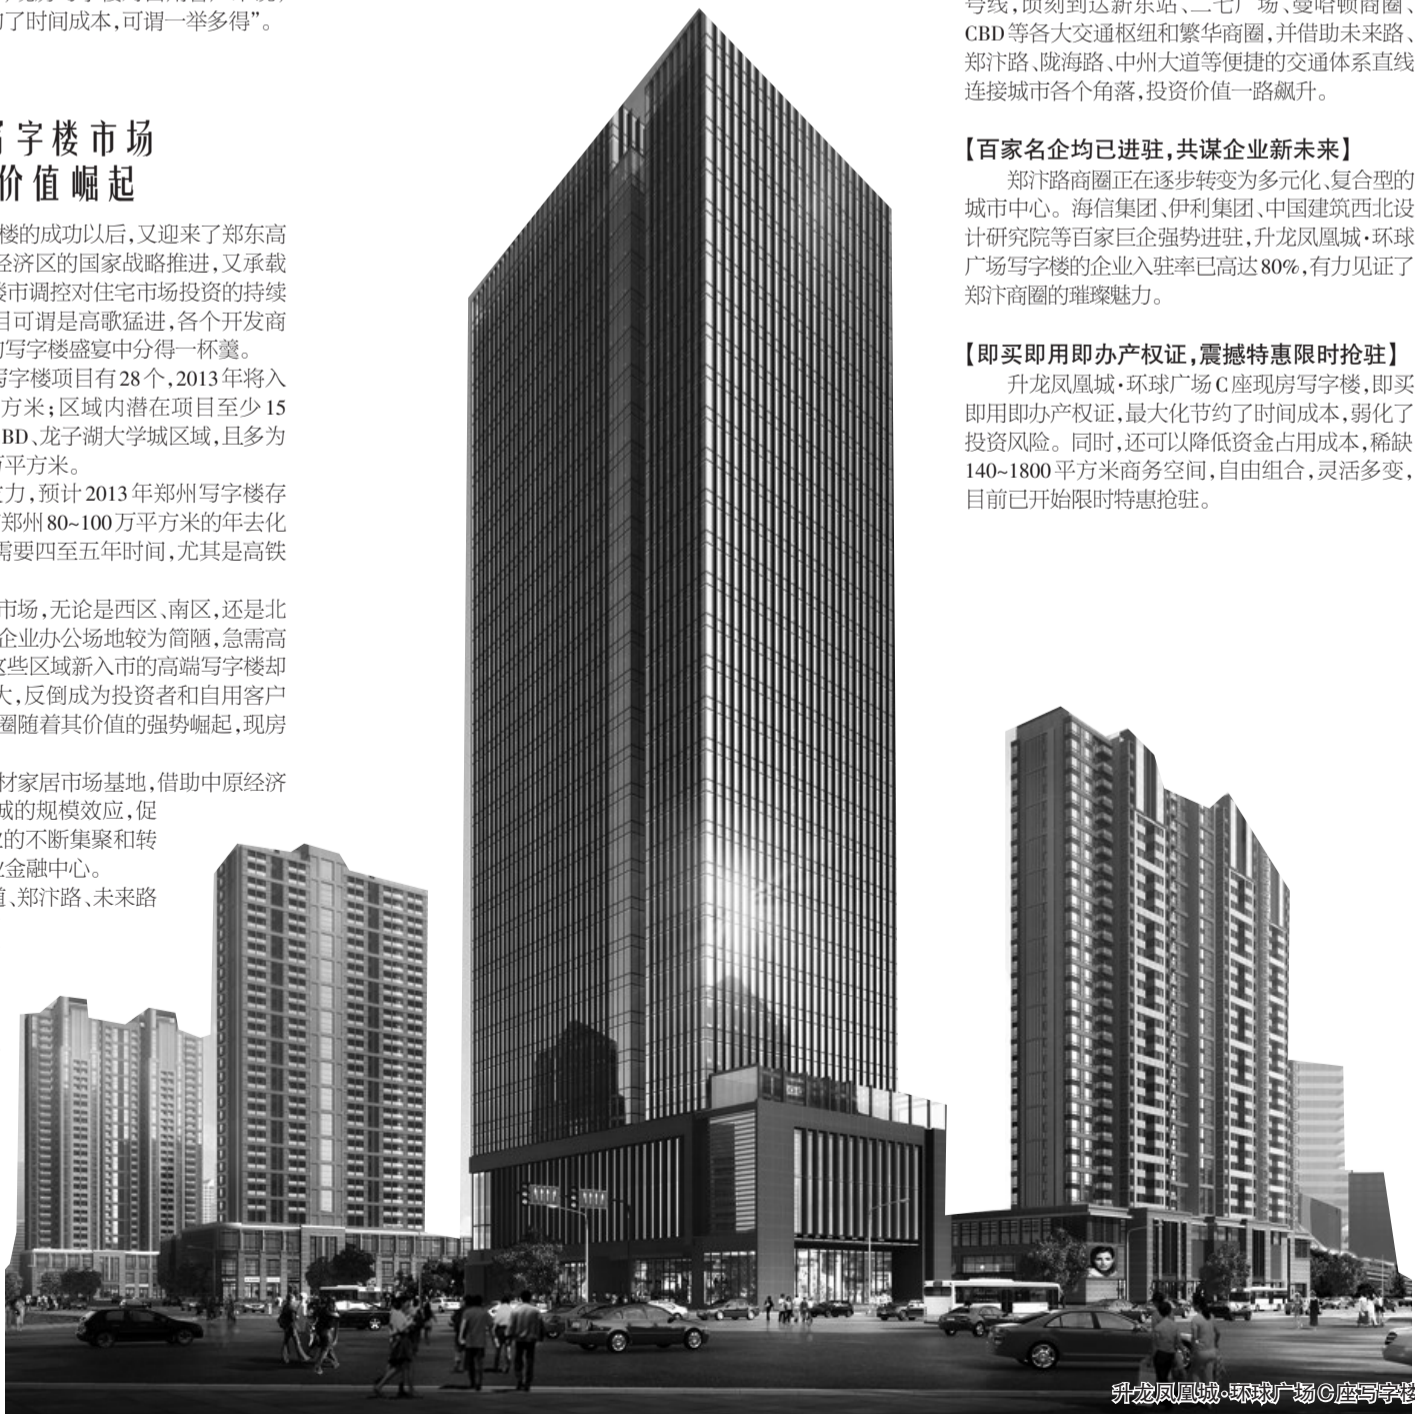 了时间成本,可谓一举多得”。
字楼市场
价值崛起
楼的成功以后,又迎来了郑东高
经济区的国家战略推进,又承载
楼市调控对住宅市场投资的持续
目可谓是高歌猛进,各个开发商
的写字楼盛宴中分得一杯羹。
写字楼项目有28个,2013年将入
方米;区域内潜在项目至少15
BD、龙子湖大学城区域,且多为
万平方米。
力,预计2013年郑州写字楼存
郑州80~100万平方米的年去化
需要四至五年时间,尤其是高铁
市场,无论是西区、南区,还是北
企业办公场地较为简陋,急需高
这些区域新入市的高端写字楼却
大,反倒成为投资者和自用客户
圈随着其价值的强势崛起,现房
材家居市场基地,借助中原经济
城的规模效应,促
的不断集聚和转
业金融中心。
道、郑汴路、未来路
号线,顷刻到达新东站、二七广场、曼哈顿商圈、
CBD等各大交通枢纽和繁华商圈,并借助未来路、
郑汴路、陇海路、中州大道等便捷的交通体系直线
连接城市各个角落,投资价值一路飙升。
【百家名企均已进驻,共谋企业新未来】
郑汴路商圈正在逐步转变为多元化、复合型的
城市中心。海信集团、伊利集团、中国建筑西北设
计研究院等百家巨企强势进驻,升龙凤凰城·环球
广场写字楼的企业入驻率已高达80%,有力见证了
郑汴商圈的璀璨魅力。
【即买即用即办产权证,震撼特惠限时抢驻】
升龙凤凰城·环球广场C座现房写字楼,即买
即用即办产权证,最大化节约了时间成本,弱化了
投资风险。同时,还可以降低资金占用成本,稀缺
140~1800平方米商务空间,自由组合,灵活多变,
目前已开始限时特惠抢驻。
升龙凤凰城·环球广场C座写字楼